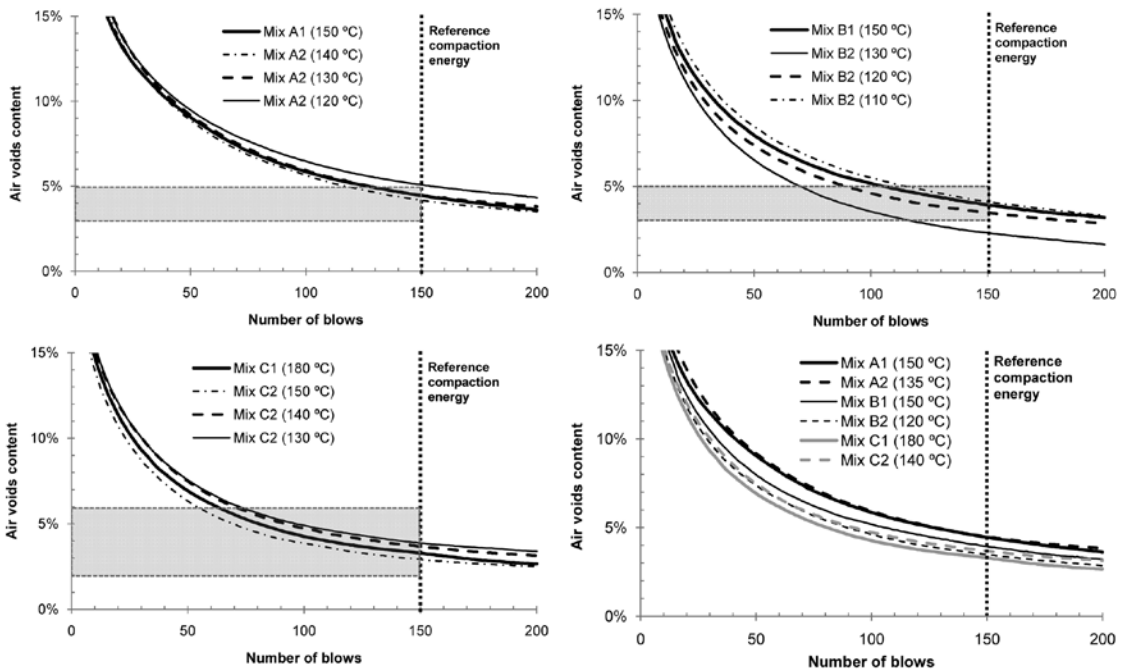 15%
10%
5%
0%
Air voids content
Mix A1 (150 ºC)
Mix A2 (140 ºC)
Mix A2 (130 ºC)
Mix A2 (120 ºC)
Reference
compaction
energy
0 50 100 150 200
Number of blows
15%
10%
5%
0%
Air voids content
Mix B1 (150 ºC)
Mix B2 (130 ºC)
Mix B2 (120 ºC)
Mix B2 (110 ºC)
Reference
compaction
energy
0 50 100 150 200
Number of blows
15%
10%
5%
0%
Air voids content
Mix C1 (180 ºC)
Mix C2 (150 ºC)
Mix C2 (140 ºC)
Mix C2 (130 ºC)
Reference
compaction
energy
0 50 100 150 200
Number of blows
15%
10%
5%
0%
Air voids content
Mix A1 (150 ºC)
Mix A2 (135 ºC)
Mix B1 (150 ºC)
Mix B2 (120 ºC)
Mix C1 (180 ºC)
Mix C2 (140 ºC)
Reference
compaction
energy
0 50 100 150 200
Number of blows